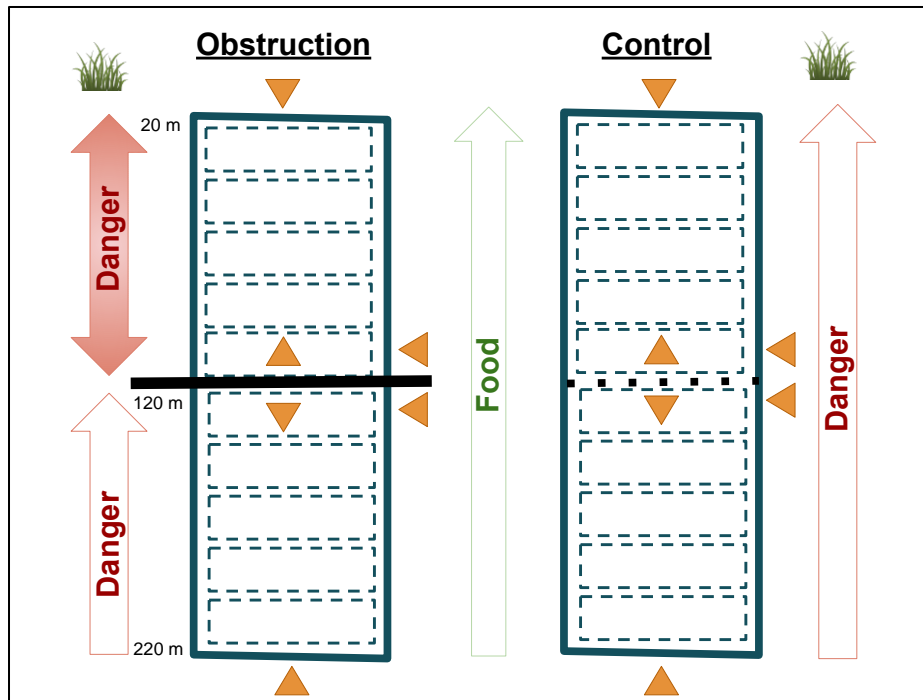 Obstruction
Control
20 m
Danger
Food
Danger
120 m
Danger
220 m